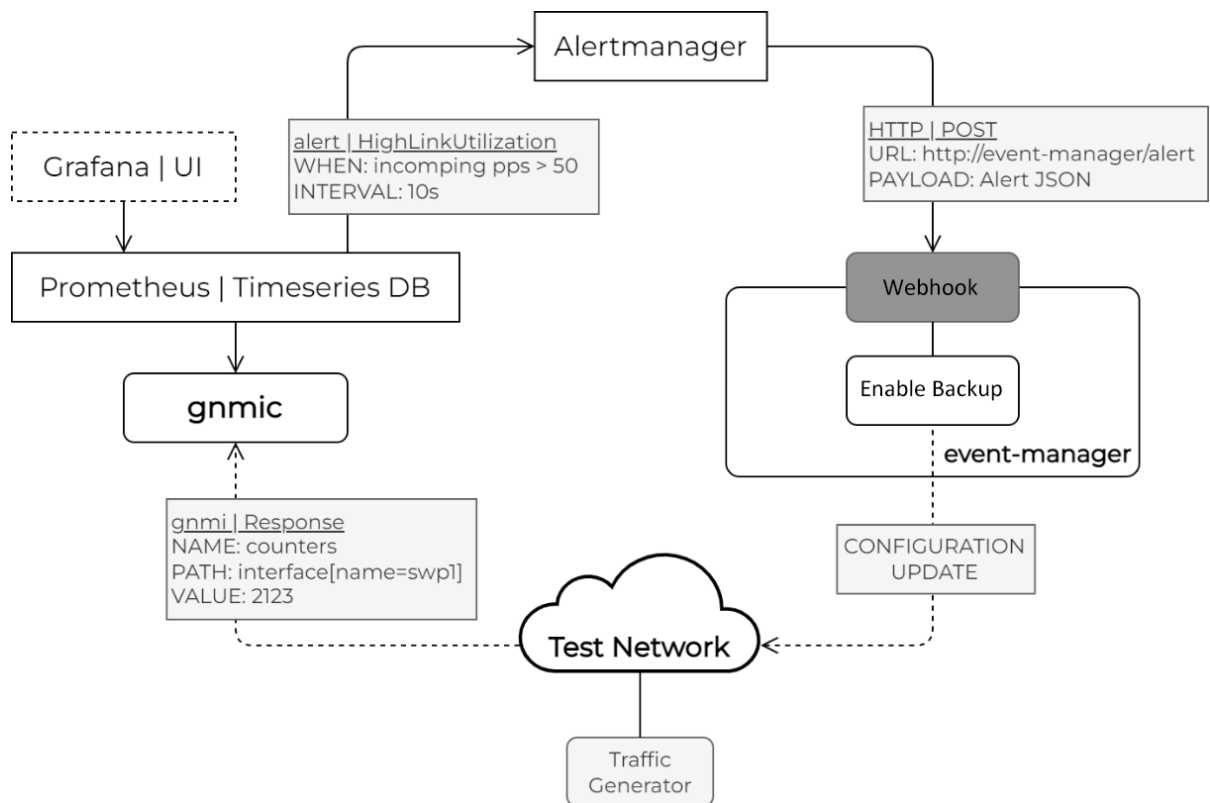 Alertmanager
alert | HighLinkUtilization
WHEN: incomping pps > 50
INTERVAL: 10s
HTTP | POST
URL: http://event-manager/alert
PAYLOAD: Alert JSON
Grafana | UI
Prometheus | Timeseries DB
Webhook
gnmic
Enable Backup
event-manager
gnmi | Response
NAME: counters
PATH: interface[name=swp1]
VALUE: 2123
CONFIGURATION
UPDATE
Test Network
Traffic
Generator